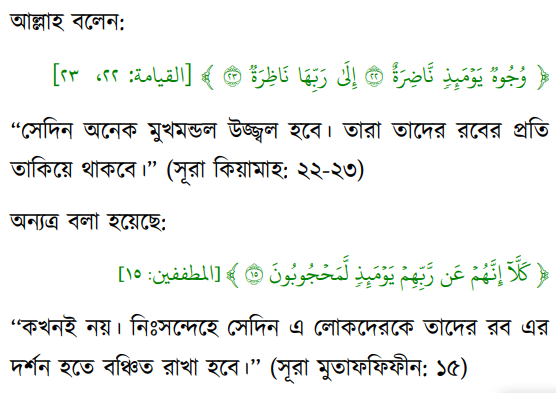 আল্লাহ বলেন:
﴿ وُجُوهٌ يَوْمَئِذٍ نَّاضِرَةٌ ۝٢٢ إِلَىٰ رَبِّهَا نَاظِرَةٌ ۝٢٣ ﴾ [القيامة: ٢٢، ٢٣]
“সেদিন অনেক মুখমন্ডল উজ্জ্বল হবে। তারা তাদের রবের প্রতি
তাকিয়ে থাকবে।” (সূরা কিয়ামাহ: ২২-২৩)
অন্যত্র বলা হয়েছে:
﴿ كَلَّآ إِنَّهُمْ عَن رَّبِّهِمْ يَوْمَئِذٍ لَّمَحْجُوبُونَ ۝١٥ ﴾ [المطففين: ١٥]
“কখনই নয়। নিঃসন্দেহে সেদিন এ লোকদেরকে তাদের রব এর
দর্শন হতে বঞ্চিত রাখা হবে।” (সূরা মুতাফফিফীন: ১৫)